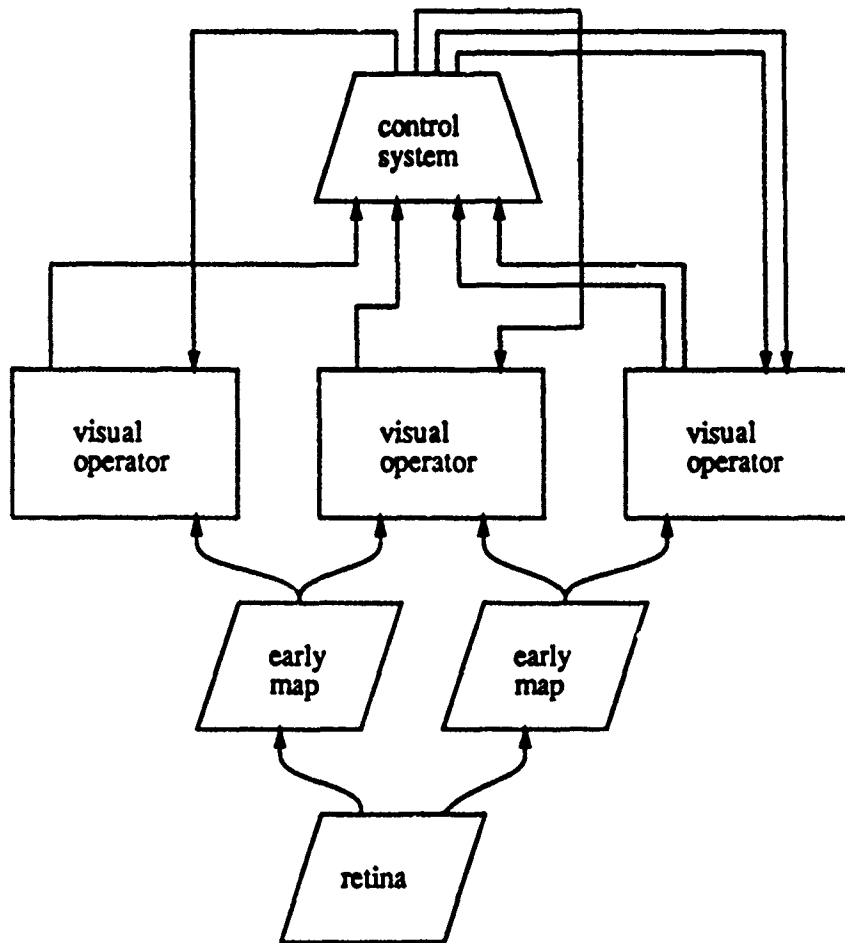 control
system
visual
operator
visual
operator
visual
operator
early
map
early
map
retina